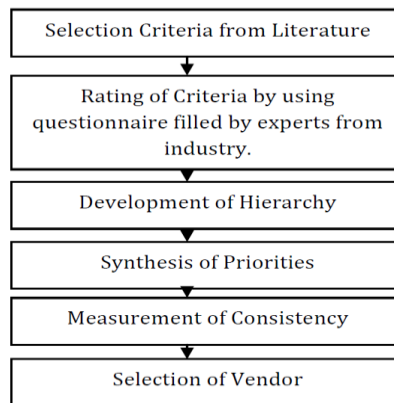 Selection Criteria from Literature
Rating of Criteria by using
questionnaire filled by experts from
industry.
Development of Hierarchy
Synthesis of Priorities
Measurement of Consistency
Selection of Vendor